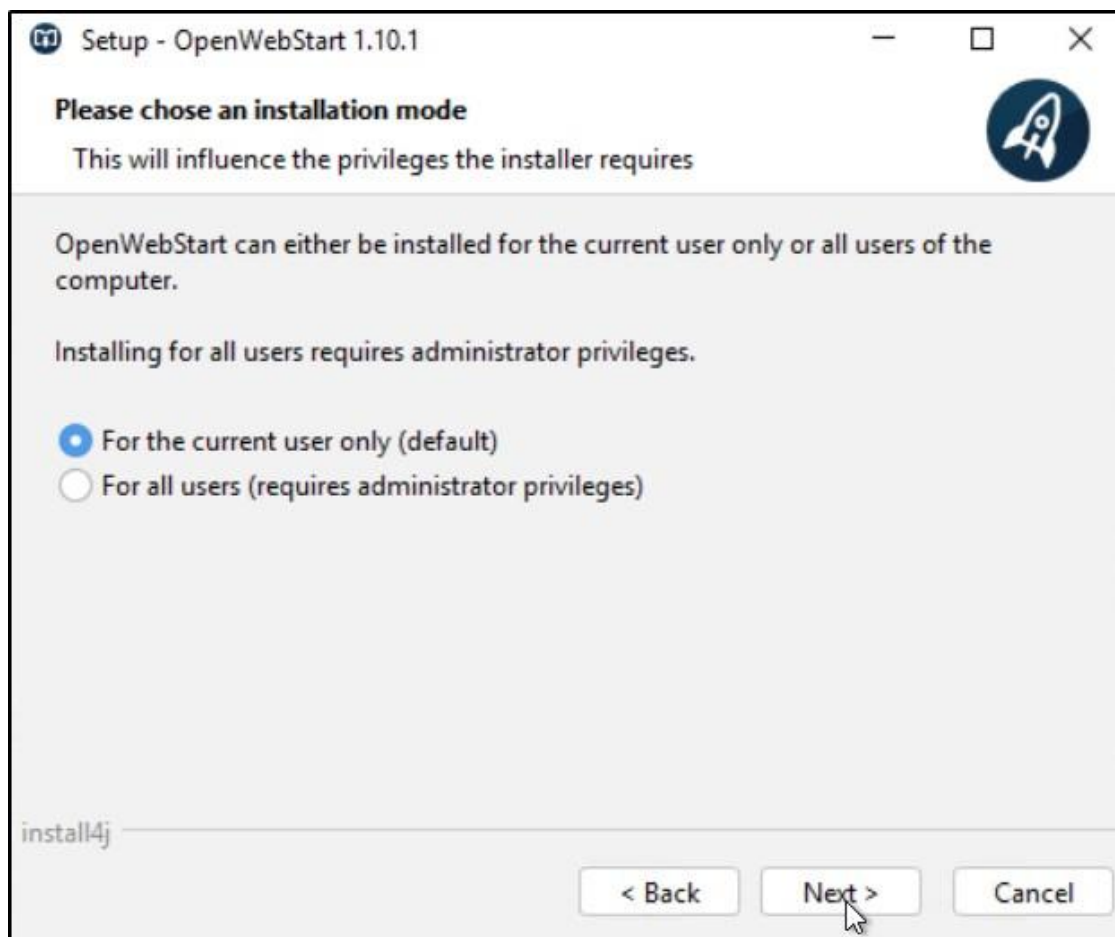 Setup - OpenWebStart 1.10.1
Please chose an installation mode
This will influence the privileges the installer requires
OpenWebStart can either be installed for the current user only or all users of the
computer.
Installing for all users requires administrator privileges.
For the current user only (default)
For all users (requires administrator privileges)
install4j
< Back
Next >
Cancel